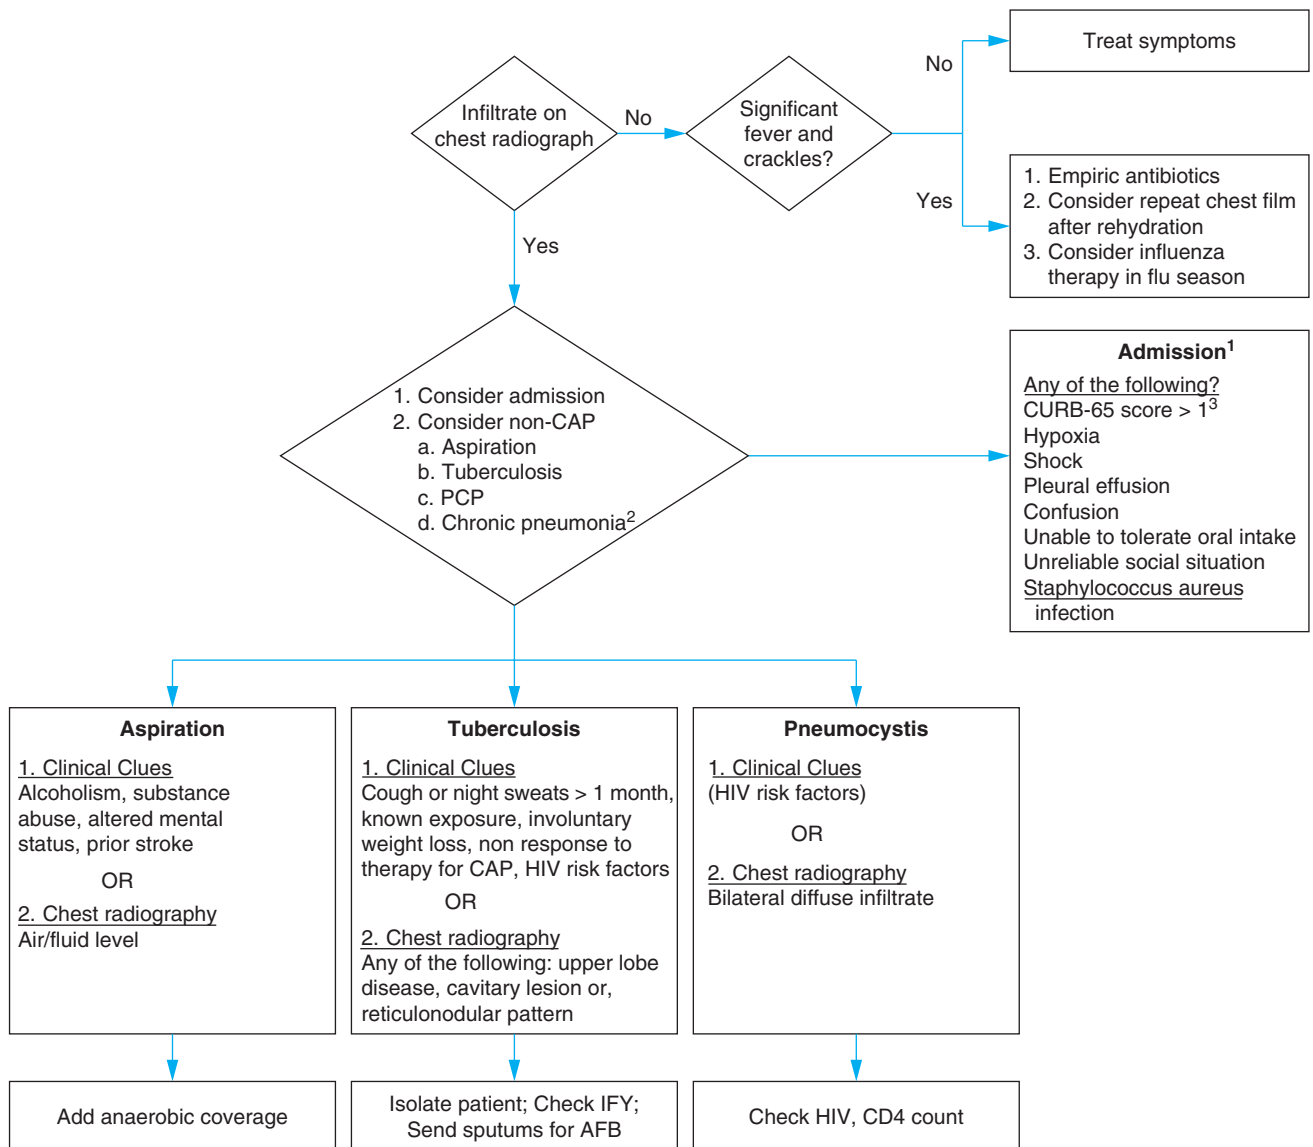 Infiltrate on
chest radiograph
No
Significant
fever and
crackles?
No
Treat symptoms
Yes
1. Empiric antibiotics
2. Consider repeat chest film
after rehydration
3. Consider influenza
therapy in flu season
Yes
1. Consider admission
2. Consider non-CAP
a. Aspiration
b. Tuberculosis
c. PCP
d. Chronic pneumonia2
Admission1
Any of the following?
CURB-65 score > 13
Hypoxia
Shock
Pleural effusion
Confusion
Unable to tolerate oral intake
Unreliable social situation
Staphylococcus aureus
infection
Aspiration
1. Clinical Clues
Alcoholism, substance
abuse, altered mental
status, prior stroke
OR
2. Chest radiography
Air/fluid level
Add anaerobic coverage
Tuberculosis
1. Clinical Clues
Cough or night sweats > 1 month,
known exposure, involuntary
weight loss, non response to
therapy for CAP, HIV risk factors
OR
2. Chest radiography
Any of the following: upper lobe
disease, cavitary lesion or,
reticulonodular pattern
Isolate patient; Check IFY;
Send sputums for AFB
Pneumocystis
1. Clinical Clues
(HIV risk factors)
OR
2. Chest radiography
Bilateral diffuse infiltrate
Check HIV, CD4 count